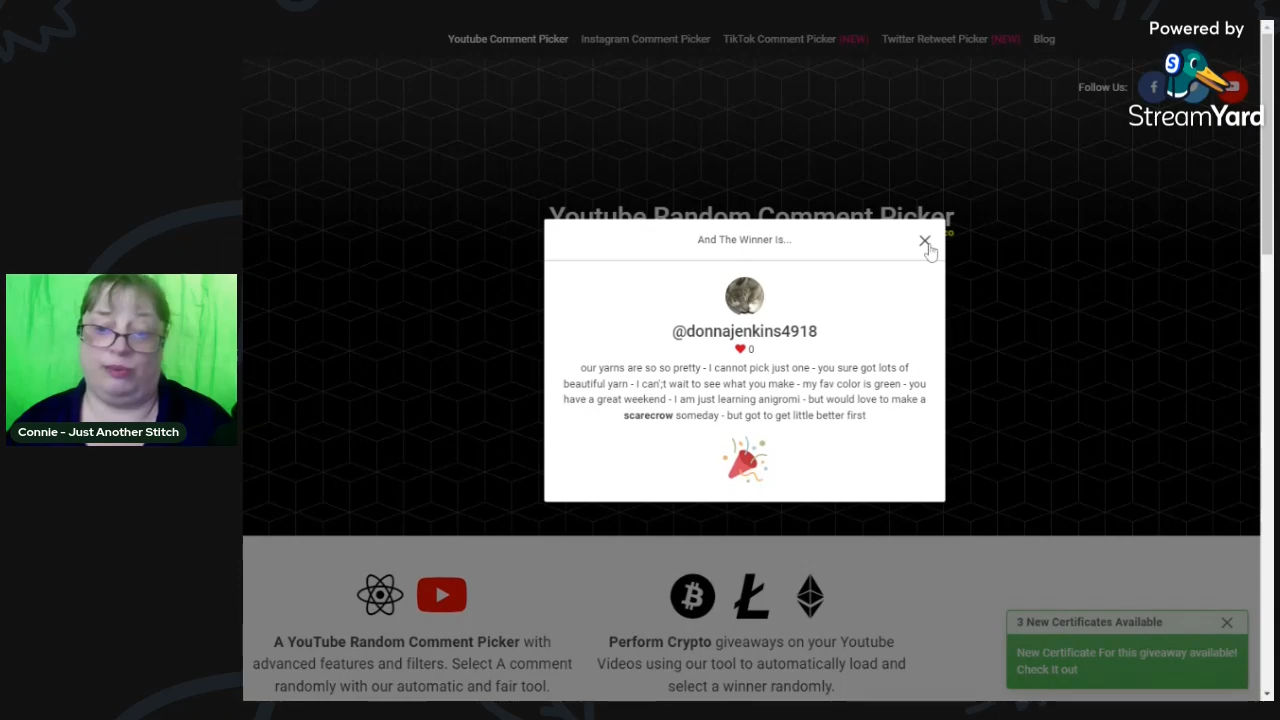 Powered by
StreamYard
Youtube Comment Picker Instagram Comment Picker TikTok Comment Picker (NEW) Twitter Retweet Picker (NEW) Blog
Follow Us:
Youtube Random Comment Picker
co
And The Winner Is...
@donnajenkins4918
0
our yarns are so so pretty - I cannot pick just one - you sure got lots of
beautiful yarn - I can';t wait to see what you make - my fav color is green - you
have a great weekend - I am just learning anigromi - but would love to make a
scarecrow someday - but got to get little better first
Connie - Just Another Stitch
A YouTube Random Comment Picker with
advanced features and filters. Select A comment
randomly with our automatic and fair tool.
Perform Crypto giveaways on your Youtube
Videos using our tool to automatically load and
select a winner randomly.
3 New Certificates Available
New Certificate For this giveaway available!
Check It out